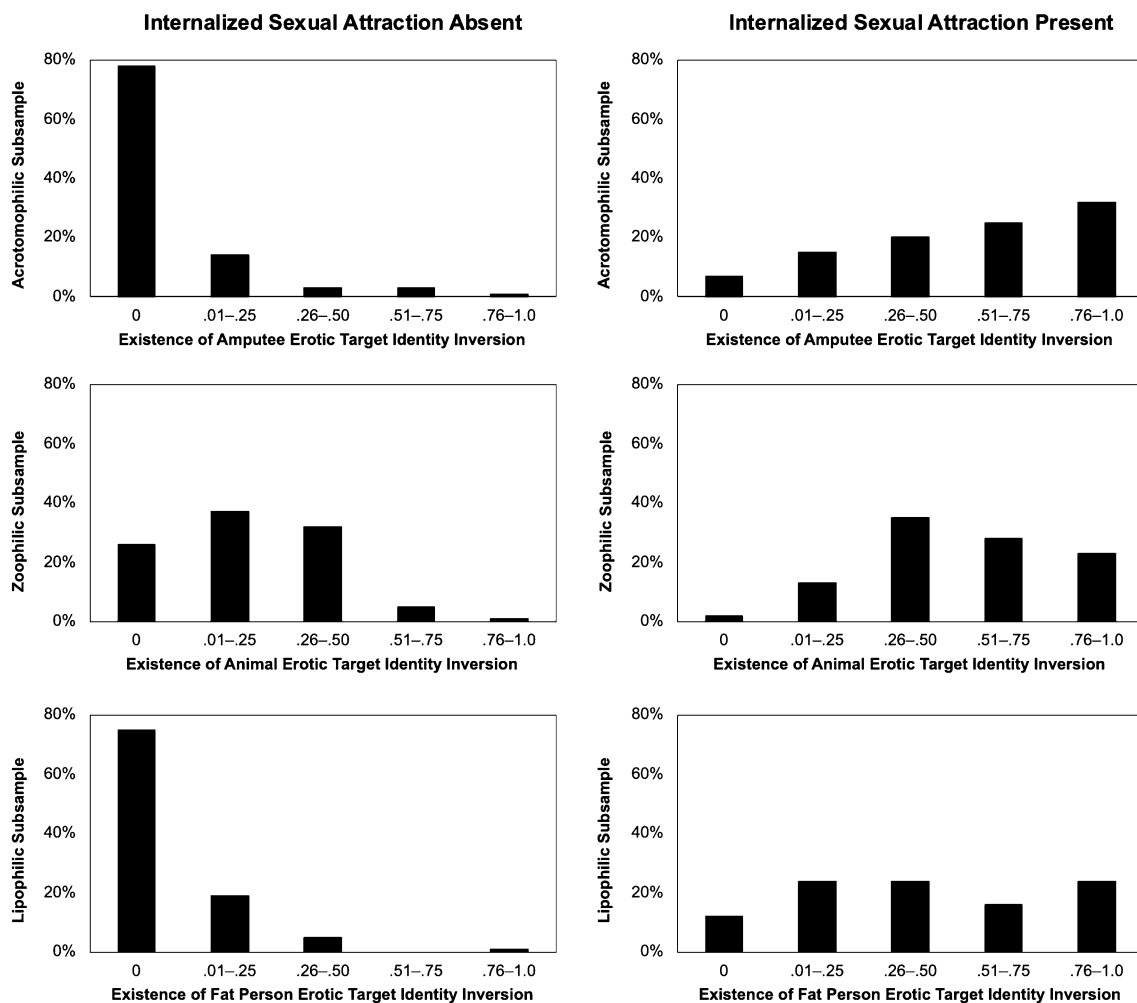 Internalized Sexual Attraction Absent
Acrotomophilic Subsample
80%
60%
40%
20%
0%
0 .01–.25 .26–.50 .51–.75 .76–1.0
Existence of Amputee Erotic Target Identity Inversion
Internalized Sexual Attraction Present
Acrotomophilic Subsample
80%
60%
40%
20%
0%
0 .01–.25 .26–.50 .51–.75 .76–1.0
Existence of Amputee Erotic Target Identity Inversion
Zoophilic Subsample
80%
60%
40%
20%
0%
0 .01–.25 .26–.50 .51–.75 .76–1.0
Existence of Animal Erotic Target Identity Inversion
Zoophilic Subsample
80%
60%
40%
20%
0%
0 .01–.25 .26–.50 .51–.75 .76–1.0
Existence of Animal Erotic Target Identity Inversion
Lipophilic Subsample
80%
60%
40%
20%
0%
0 .01–.25 .26–.50 .51–.75 .76–1.0
Existence of Fat Person Erotic Target Identity Inversion
Lipophilic Subsample
80%
60%
40%
20%
0%
0 .01–.25 .26–.50 .51–.75 .76–1.0
Existence of Fat Person Erotic Target Identity Inversion